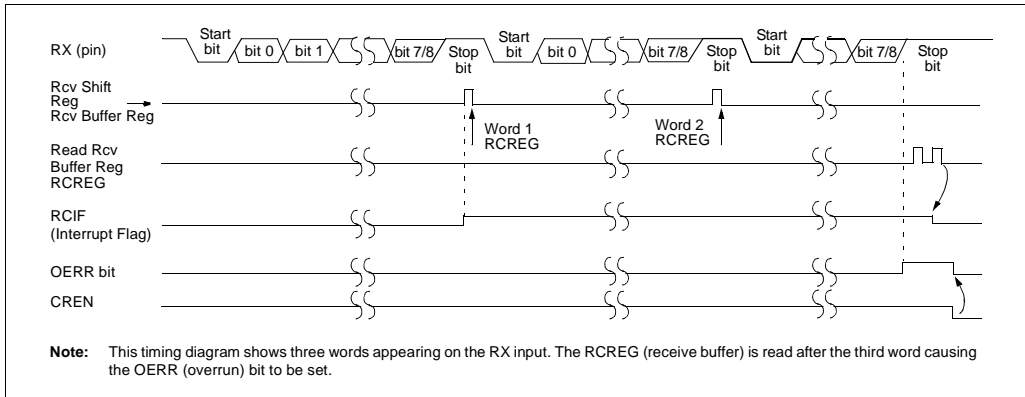 Start bit
bit 0
bit 1
bit 7/8
Stop bit
Start bit
bit 0
bit 7/8
Stop bit
Start bit
bit 7/8
Stop bit
RX (pin)
Rcv Shift
Reg
Rcv Buffer Reg
Word 1
RCREG
Word 2
RCREG
Read Rcv
Buffer Reg
RCREG
RCIF
(Interrupt Flag)
OERR bit
CREN
Note: This timing diagram shows three words appearing on the RX input. The RCREG (receive buffer) is read after the third word causing
the OERR (overrun) bit to be set.